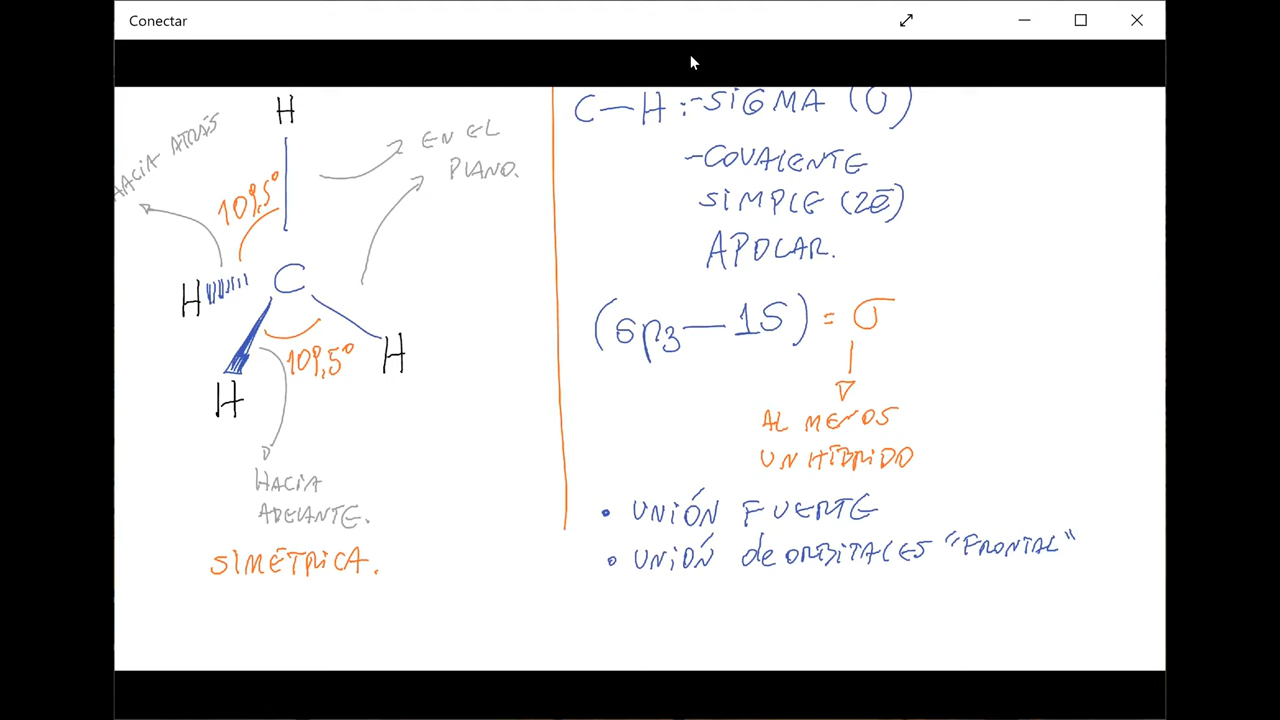 Conectar
H
HACIA ATRÁS
EN EL
PLANO.
109,5°
H
C
109,5°
H
H
HACIA
ADELANTE.
SIMÉTRICA.
C—H:-SIGMA (σ)
-COVALENTE
SIMPLE (2ē)
APOLAR.
(sp3—1S) = σ
AL MENOS
UN HÍBRIDO
• UNIÓN FUERTE
• UNIÓN de ORBITALES "FRONTAL"